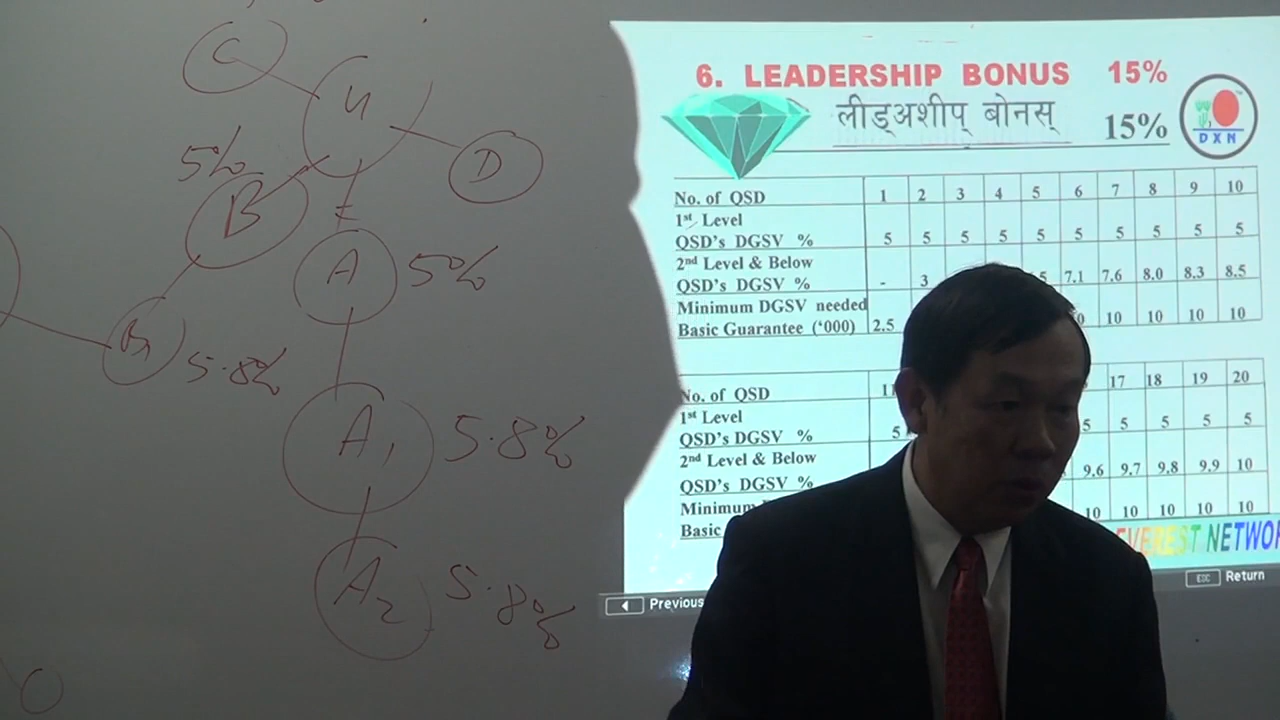 C
U
5%
B
D
A 5%
B1 5.8%
A1 5.8%
A2 5.8%
6. LEADERSHIP BONUS 15%
लीड्अशीप् बोनस् 15%
DXN
No. of QSD 1 2 3 4 5 6 7 8 9 10
1st Level
QSD's DGSV % 5 5 5 5 5 5 5 5 5 5
2nd Level & Below
QSD's DGSV % - 3 7.1 7.6 8.0 8.3 8.5
Minimum DGSV needed
Basic Guarantee ('000) 2.5 10 10 10 10
No. of QSD 17 18 19 20
1st Level
QSD's DGSV % 5 5 5 5 5 5
2nd Level & Below
QSD's DGSV % 9.6 9.7 9.8 9.9 10
10 10 10 10 10
Basic
EVEREST
Previous
ESC Return